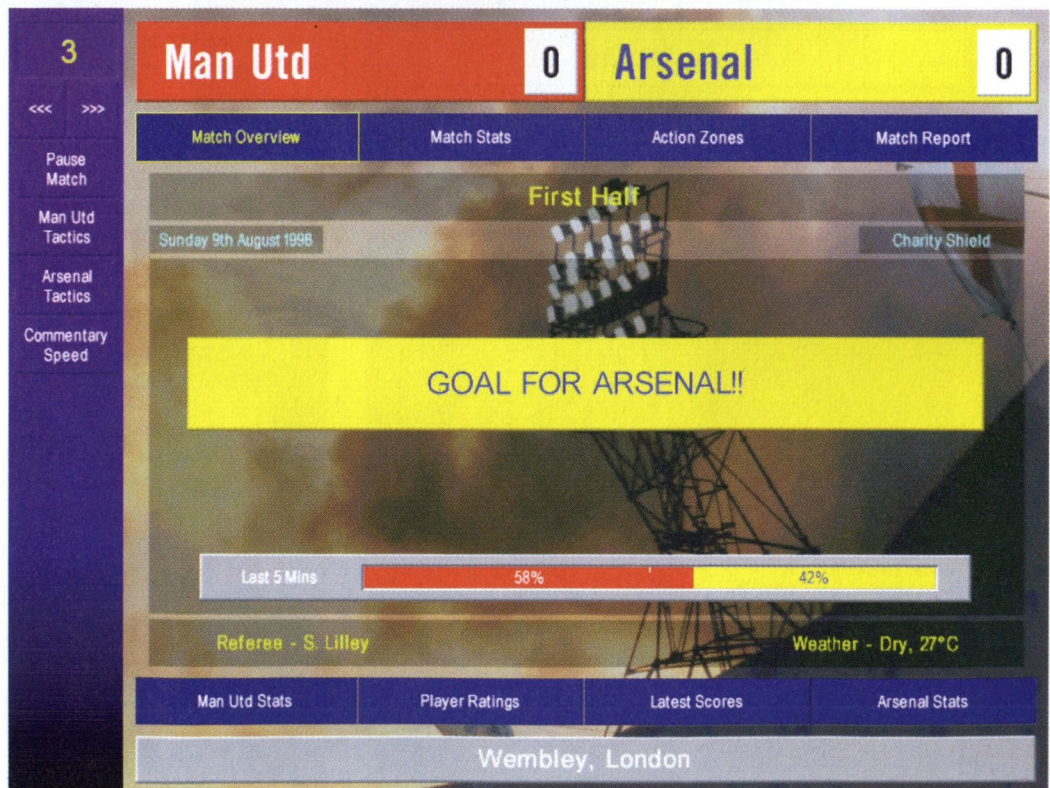 3
Man Utd 0 Arsenal 0
<<< >>>
Match Overview Match Stats Action Zones Match Report
Pause
Match
First Half
Man Utd
Tactics
Sunday 9th August 1998 Charity Shield
Arsenal
Tactics
Commentary
Speed
GOAL FOR ARSENAL!!
Last 5 Mins 58% 42%
Referee - S. Lilley Weather - Dry, 27°C
Man Utd Stats Player Ratings Latest Scores Arsenal Stats
Wembley, London